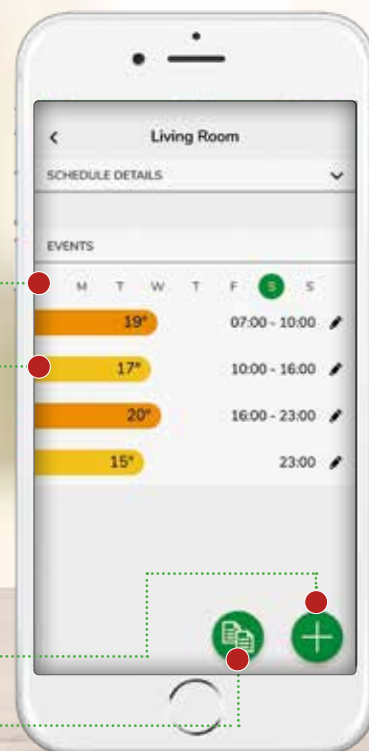 Living Room
SCHEDULE DETAILS
EVENTS
M T W T F S S
19° 07:00 - 10:00
17° 10:00 - 16:00
20° 16:00 - 23:00
15° 23:00